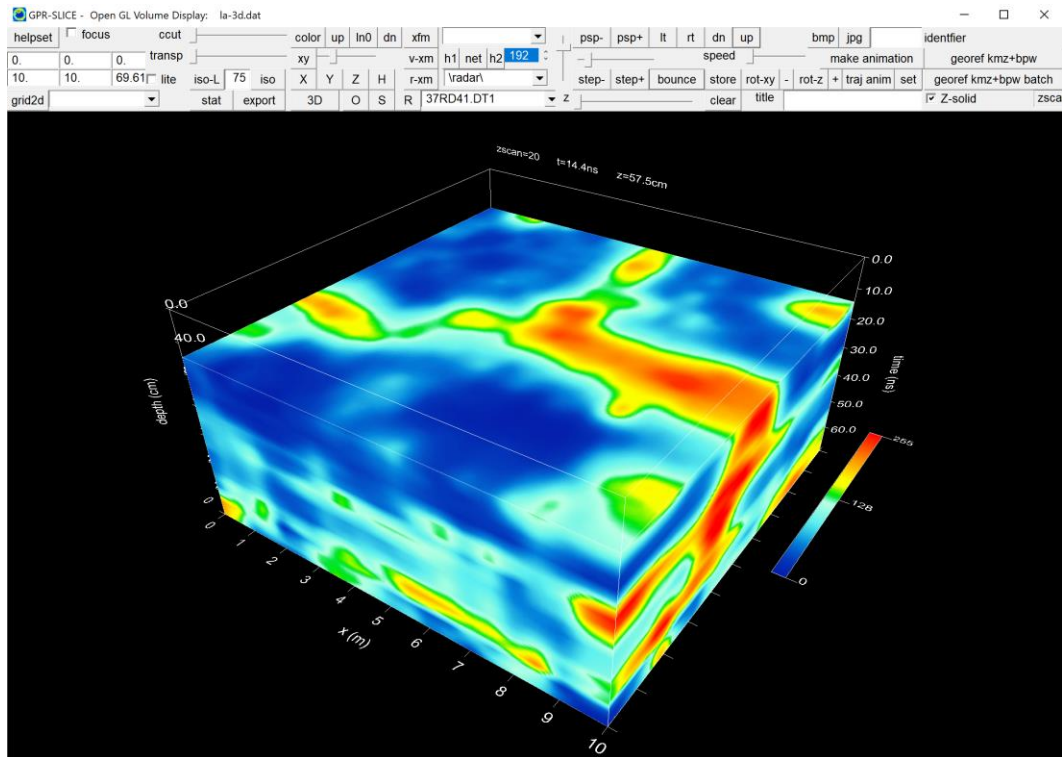 GPR-SLICE - Open GL Volume Display: la-3d.dat
helpset focus ccut color up ln0 dn xfm psp- psp+ lt rt dn up bmp jpg identfier
0. 0. 0. transp xy v-xm h1 net h2 192 speed make animation georef kmz+bpw
10. 10. 69.61 lite iso-L 75 iso X Y Z H r-xm \radar\ step- step+ bounce store rot-xy - rot-z + traj anim set georef kmz+bpw batch
grid2d stat export 3D O S R 37RD41.DT1 z clear title Z-solid zsca
zscan=20 t=14.4ns z=57.5cm
0.0
40.0
depth (cm)
0
0
1
2
3
4
5
6
7
8
9
10
x (m)
0.0
10.0
20.0
30.0
40.0
50.0
60.0
time (ns)
255
128
0